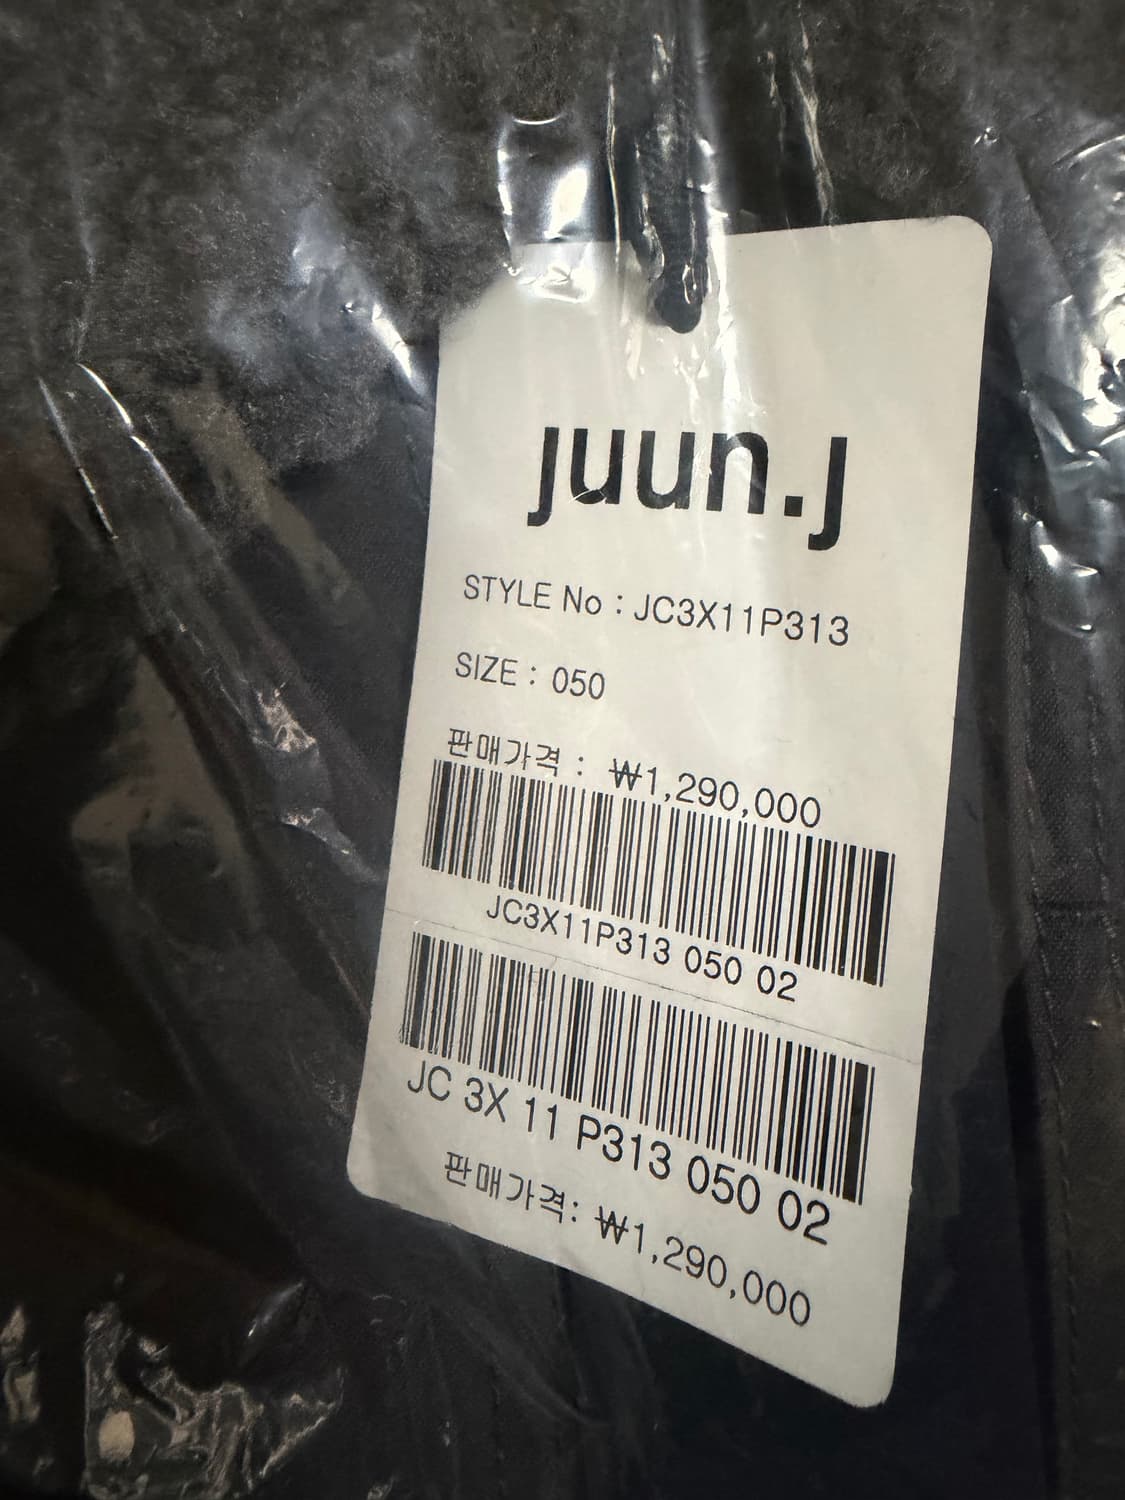 juun.J
STYLE No : JC3X11P313
SIZE : 050
판매가격 : ₩1,290,000
JC3X11P313 050 02
JC 3X 11 P313 050 02
판매가격: ₩1,290,000